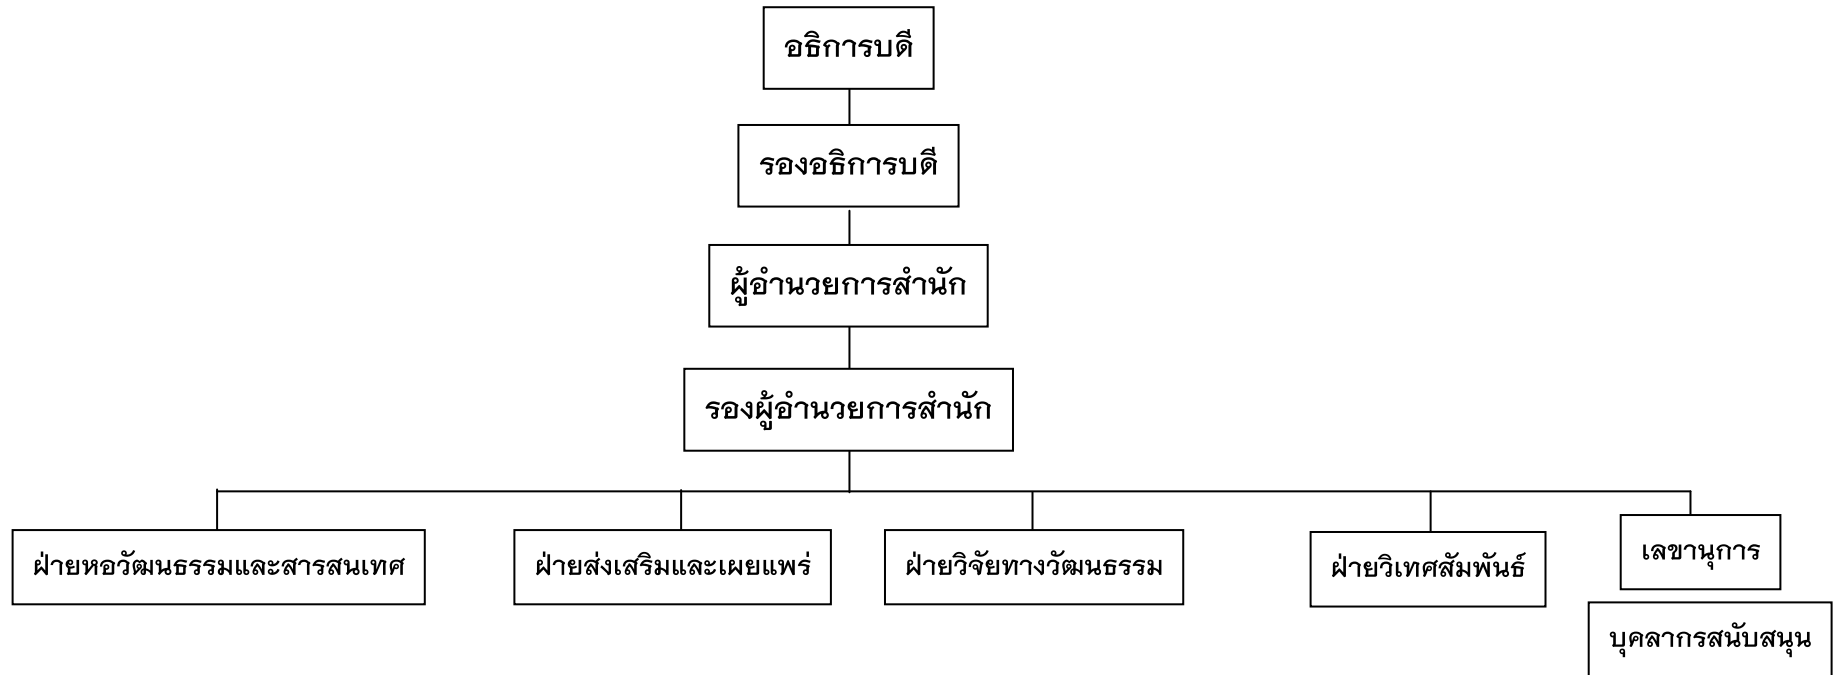 อธิการบดี
รองอธิการบดี
ผู้อำนวยการสำนัก
รองผู้อำนวยการสำนัก
ฝ่ายหอวัฒนธรรมและสารสนเทศ
ฝ่ายส่งเสริมและเผยแพร่
ฝ่ายวิจัยทางวัฒนธรรม
ฝ่ายวิเทศสัมพันธ์
เลขานุการ
บุคลากรสนับสนุน